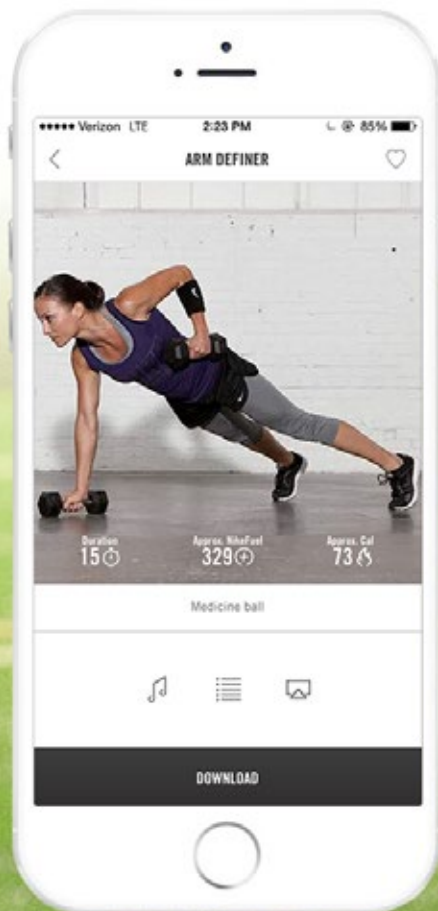 Verizon LTE 2:23 PM 85%
ARM DEFINER
Duration Approx. NikeFuel Approx. Cal
15 329 73
Medicine ball
DOWNLOAD